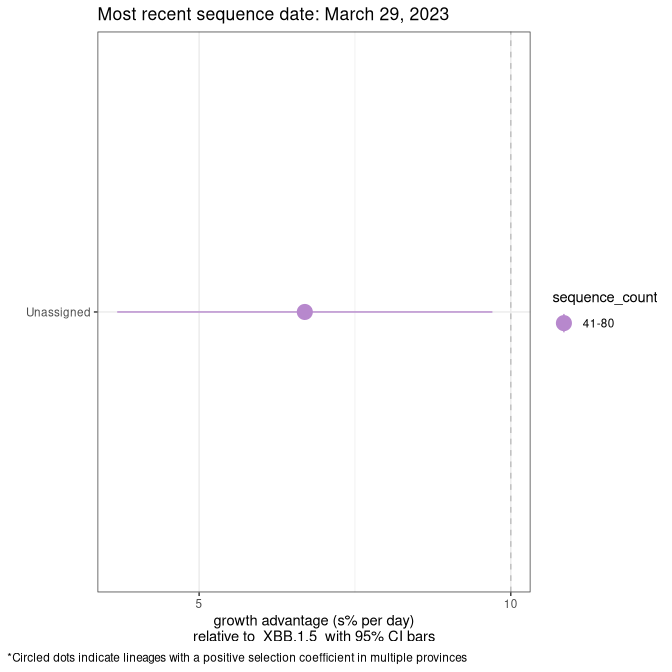 Most recent sequence date: March 29, 2023
Unassigned
sequence_count
41-80
5
10
growth advantage (s% per day)
relative to  XBB.1.5  with 95% CI bars
*Circled dots indicate lineages with a positive selection coefficient in multiple provinces